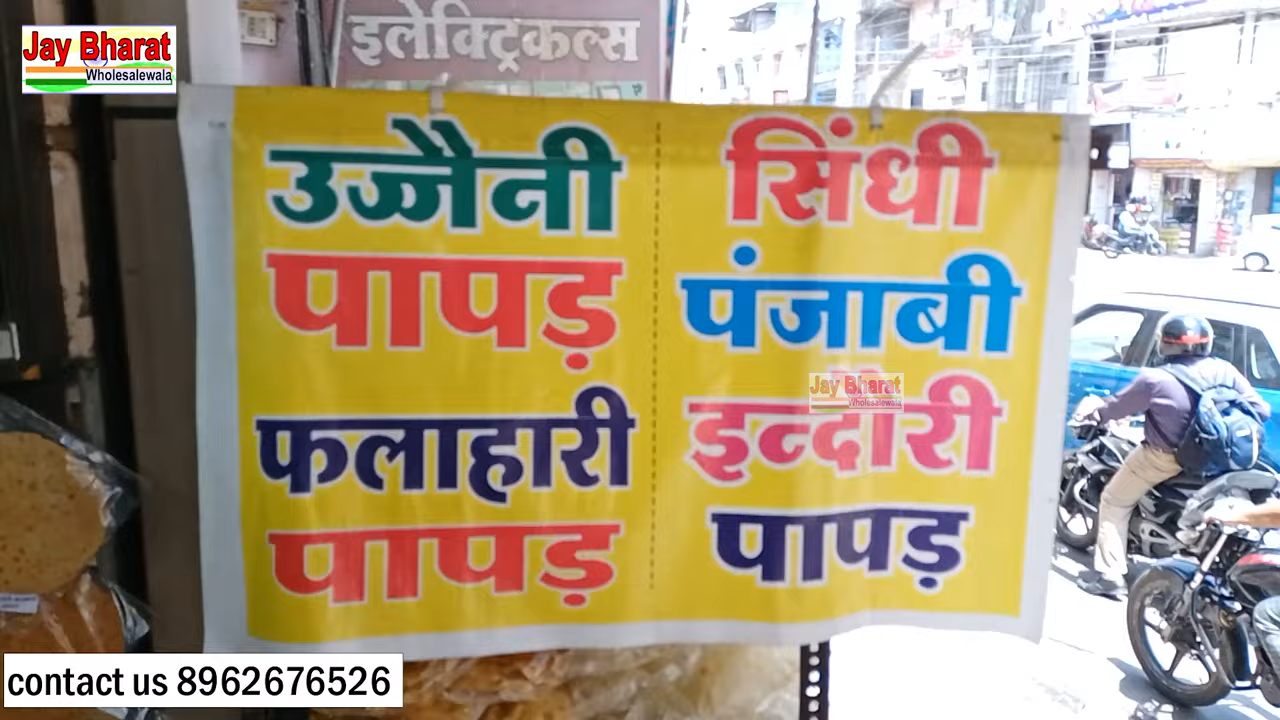 Jay Bharat
Wholesalewala
इलेक्ट्रिकल्स
उज्जैनी
पापड़
फलाहारी
पापड़
सिंधी
पंजाबी
इन्दौरी
पापड़
Jay Bharat
Wholesalewala
contact us 8962676526